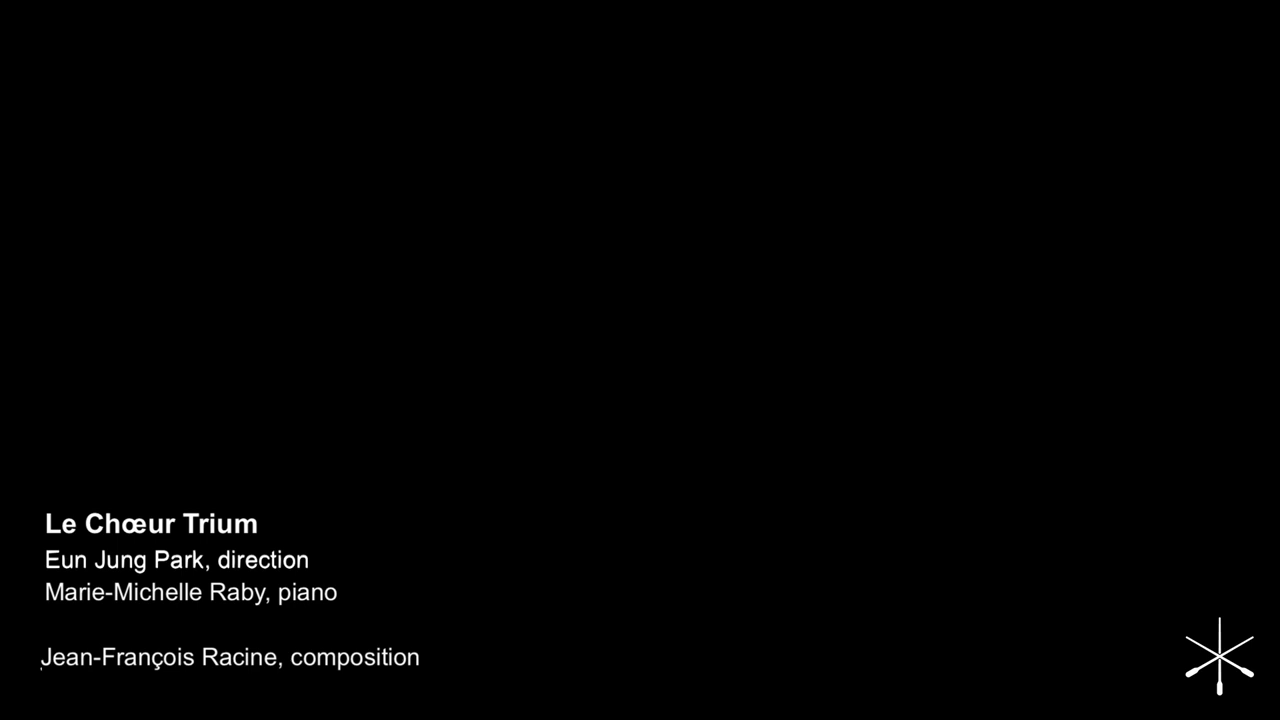 Le Chœur Trium
Eun Jung Park, direction
Marie-Michelle Raby, piano
Jean-François Racine, composition